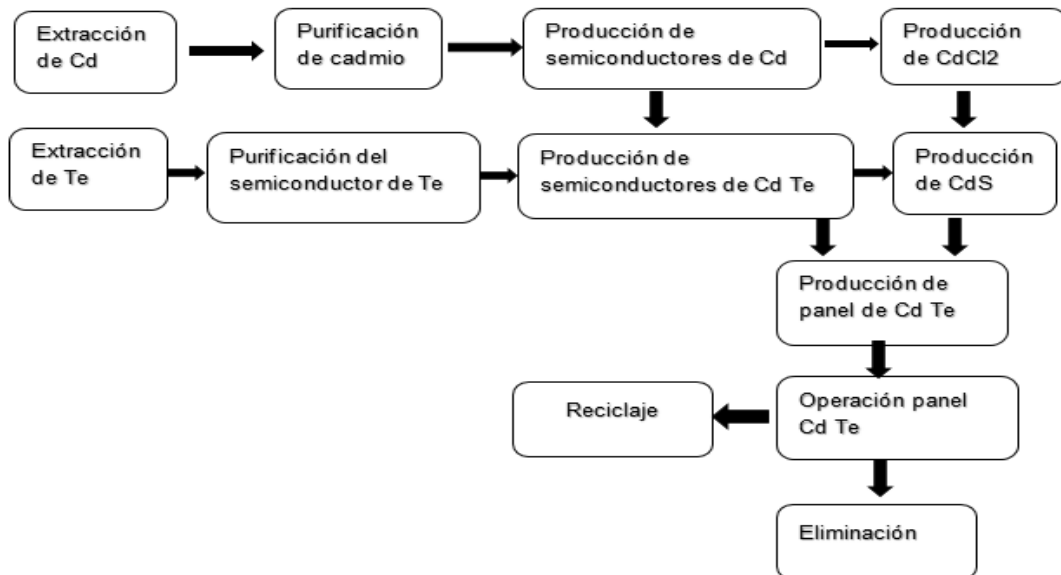 Extracción
de Cd
Purificación
de cadmio
Producción de
semiconductores de Cd
Producción
de CdCl2
Extracción
de Te
Purificación del
semiconductor de Te
Producción de
semiconductores de Cd Te
Producción
de CdS
Producción de
panel de Cd Te
Reciclaje
Operación panel
Cd Te
Eliminación